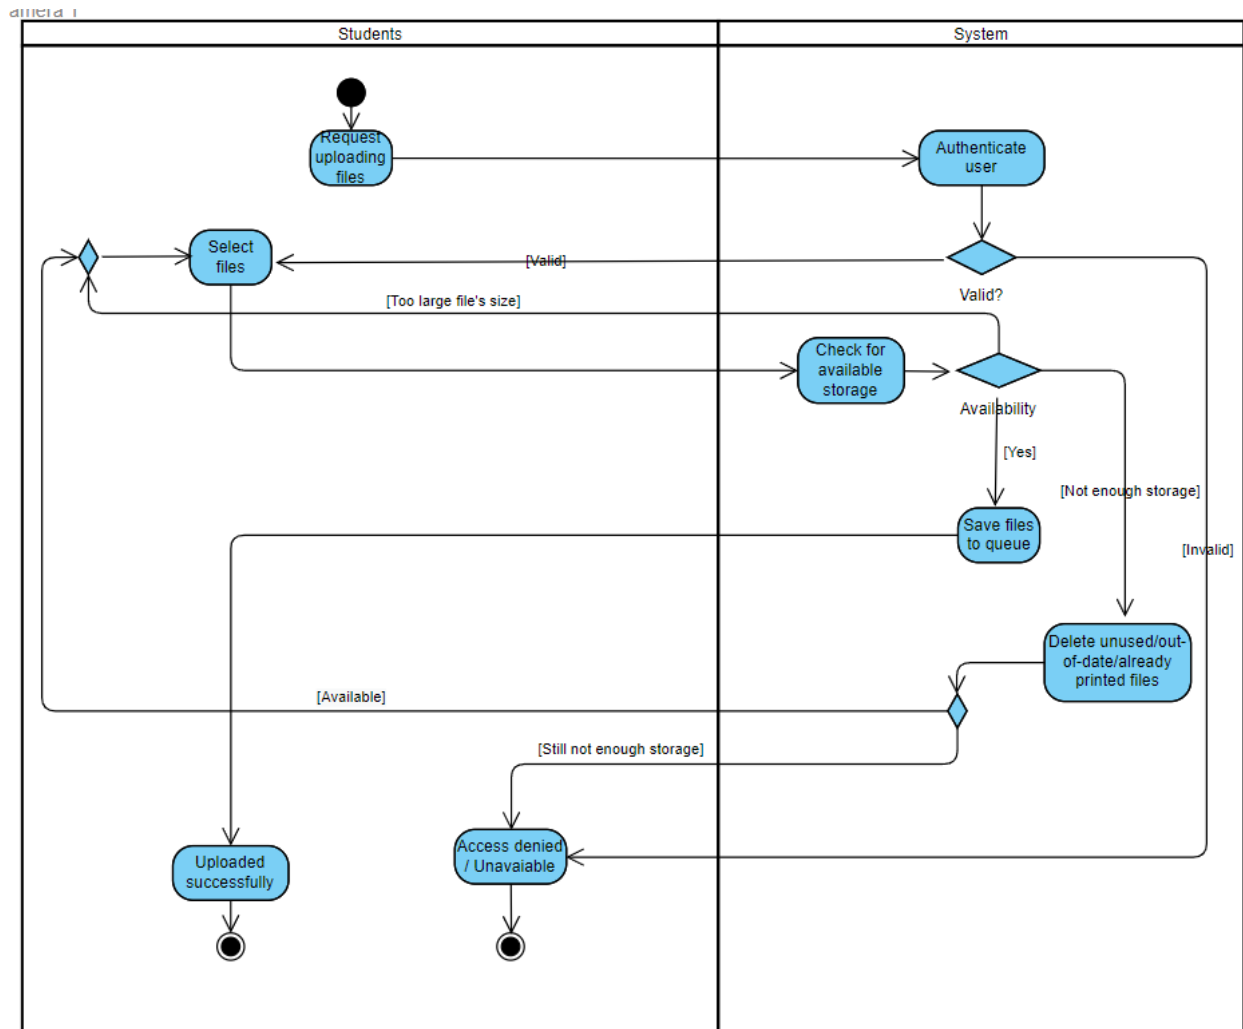 Students
System
Request
uploading
files
Authenticate
user
Select
files
[Valid]
Valid?
[Too large file's size]
Check for
available
storage
Availability
[Yes]
[Not enough storage]
Save files
to queue
[Invalid]
Delete unused/out-
of-date/already
printed files
[Available]
[Still not enough storage]
Access denied
/ Unavaiable
Uploaded
successfully